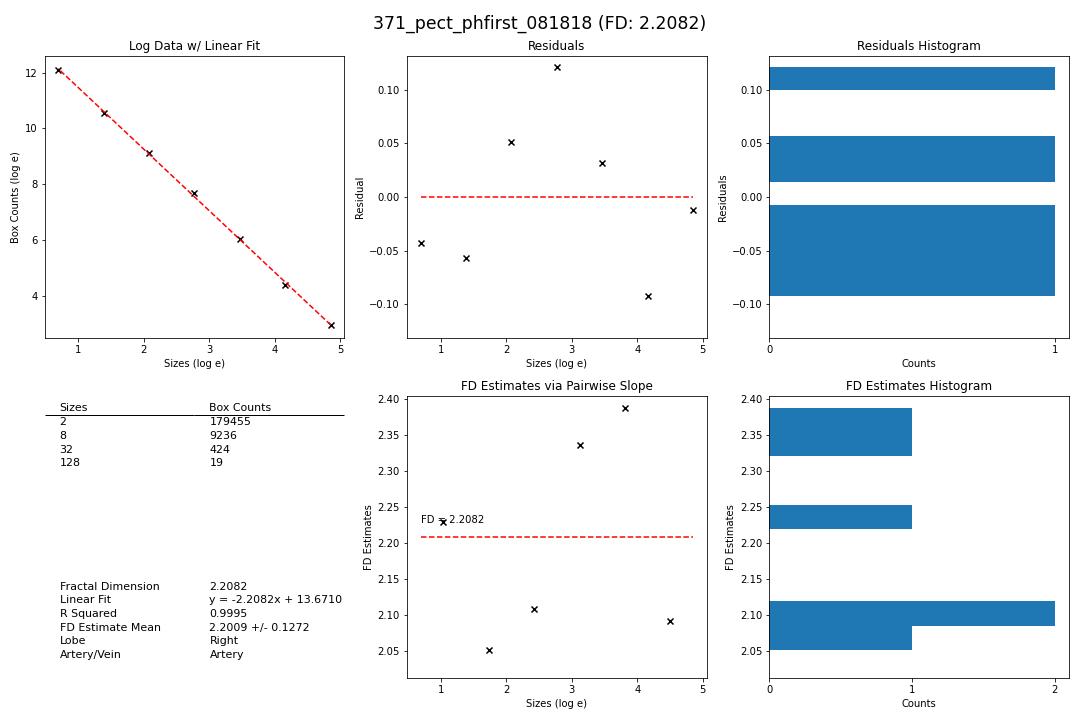 371_pect_phfirst_081818 (FD: 2.2082)
Log Data w/ Linear Fit
12
10
8
6
4
Box Counts (log e)
1 2 3 4 5
Sizes (log e)
Residuals
0.10
0.05
0.00
−0.05
−0.10
Residual
1 2 3 4 5
Sizes (log e)
Residuals Histogram
0.10
0.05
0.00
−0.05
−0.10
Residuals
0 1
Counts
Sizes Box Counts
2 179455
8 9236
32 424
128 19
Fractal Dimension 2.2082
Linear Fit y = -2.2082x + 13.6710
R Squared 0.9995
FD Estimate Mean 2.2009 +/- 0.1272
Lobe Right
Artery/Vein Artery
FD Estimates via Pairwise Slope
2.40
2.35
2.30
2.25
2.20
2.15
2.10
2.05
FD Estimates
FD = 2.2082
1 2 3 4 5
Sizes (log e)
FD Estimates Histogram
2.40
2.35
2.30
2.25
2.20
2.15
2.10
2.05
FD Estimates
0 1 2
Counts